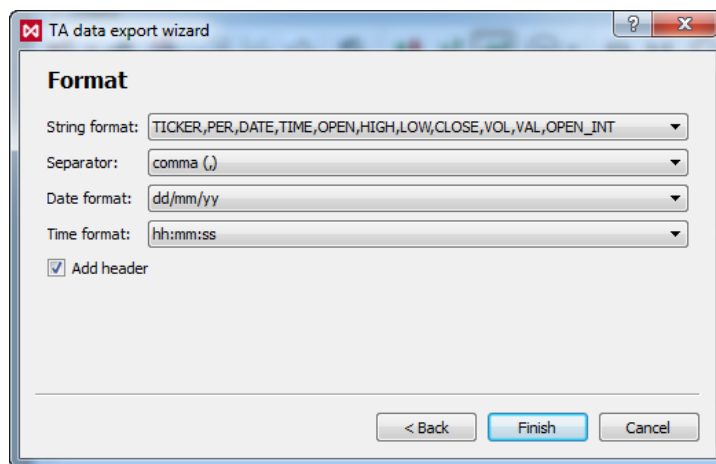 TA data export wizard
?
Format
String format: TICKER,PER,DATE,TIME,OPEN,HIGH,LOW,CLOSE,VOL,VAL,OPEN_INT
Separator: comma (,)
Date format: dd/mm/yy
Time format: hh:mm:ss
Add header
< Back Finish Cancel